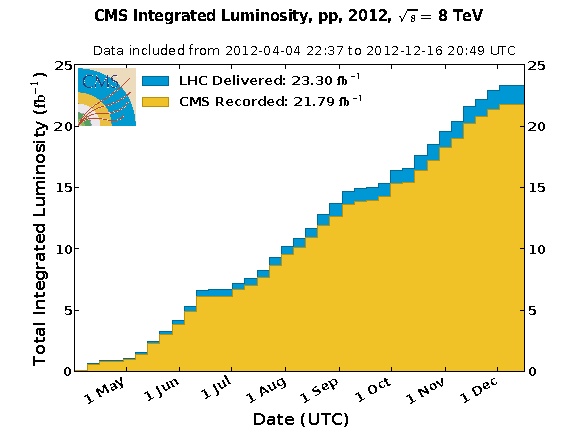 CMS Integrated Luminosity, pp, 2012, √s = 8 TeV
Data included from 2012-04-04 22:37 to 2012-12-16 20:49 UTC
CMS
LHC Delivered: 23.30 fb⁻¹
CMS Recorded: 21.79 fb⁻¹
Total Integrated Luminosity (fb⁻¹)
25 25
20 20
15 15
10 10
5 5
0 0
1 May 1 Jun 1 Jul 1 Aug 1 Sep 1 Oct 1 Nov 1 Dec
Date (UTC)